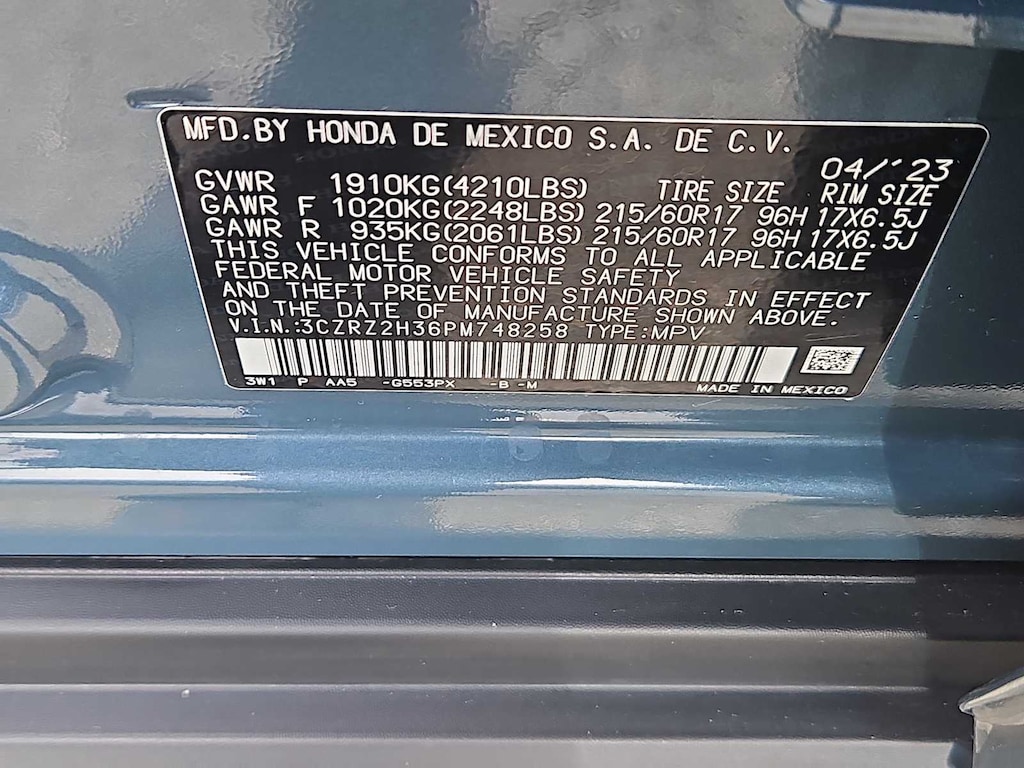 MFD.BY HONDA DE MEXICO S.A. DE C.V.
04/'23
GVWR 1910KG(4210LBS) TIRE SIZE RIM SIZE
GAWR F 1020KG(2248LBS) 215/60R17 96H 17X6.5J
GAWR R 935KG(2061LBS) 215/60R17 96H 17X6.5J
THIS VEHICLE CONFORMS TO ALL APPLICABLE
FEDERAL MOTOR VEHICLE SAFETY
AND THEFT PREVENTION STANDARDS IN EFFECT
ON THE DATE OF MANUFACTURE SHOWN ABOVE.
V.I.N.:3CZRZ2H36PM748258 TYPE:MPV
3W1 P AA5 -G553PX -B -M MADE IN MEXICO